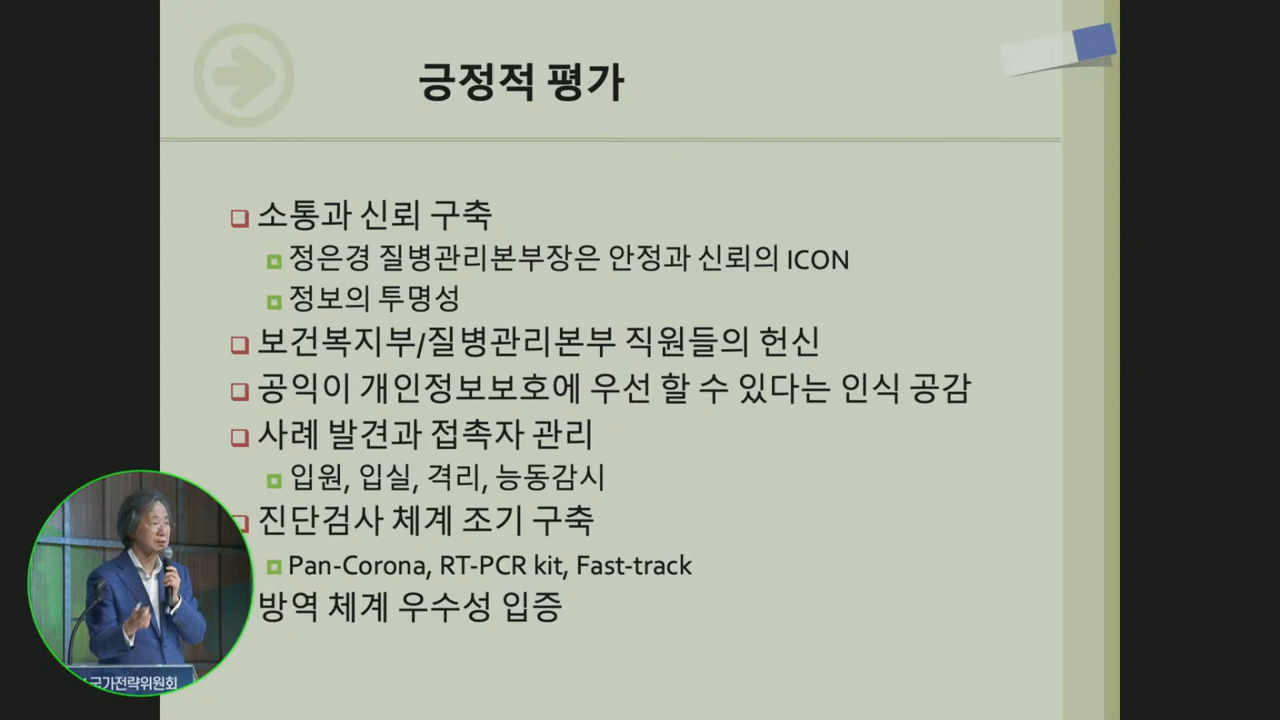 긍정적 평가
소통과 신뢰 구축
정은경 질병관리본부장은 안정과 신뢰의 ICON
정보의 투명성
보건복지부/질병관리본부 직원들의 헌신
공익이 개인정보보호에 우선 할 수 있다는 인식 공감
사례 발견과 접촉자 관리
입원, 입실, 격리, 능동감시
진단검사 체계 조기 구축
Pan-Corona, RT-PCR kit, Fast-track
방역 체계 우수성 입증
국가전략위원회